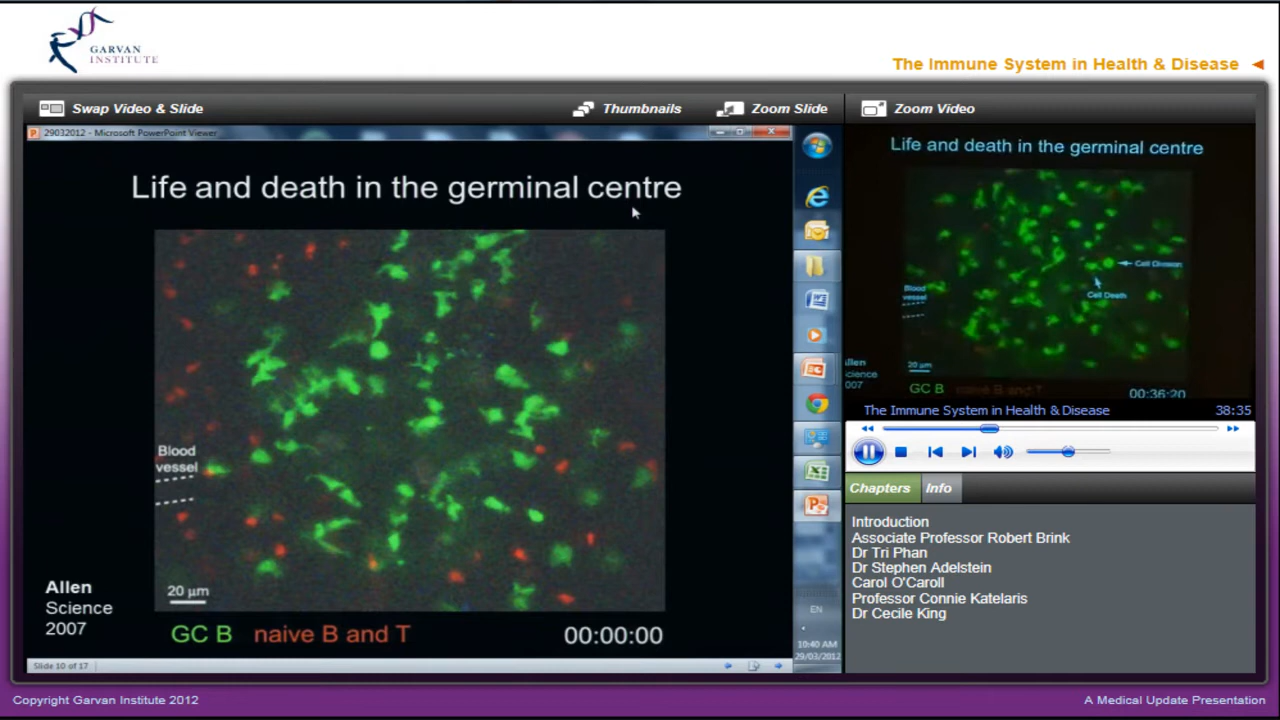 GARVAN
INSTITUTE
The Immune System in Health & Disease
Swap Video & Slide
Thumbnails
Zoom Slide
Zoom Video
29032012 - Microsoft PowerPoint Viewer
Life and death in the germinal centre
Blood
vessel
Allen
Science
2007
20 µm
GC B naive B and T
00:00:00
Slide 10 of 17
EN
10:40 AM
29/03/2012
Life and death in the germinal centre
Cell Division
Cell Death
Blood
vessel
Allen
Science
2007
20 µm
GC B naive B and T
00:36:20
The Immune System in Health & Disease 38:35
Chapters
Info
Introduction
Associate Professor Robert Brink
Dr Tri Phan
Dr Stephen Adelstein
Carol O'Caroll
Professor Connie Katelaris
Dr Cecile King
Copyright Garvan Institute 2012
A Medical Update Presentation